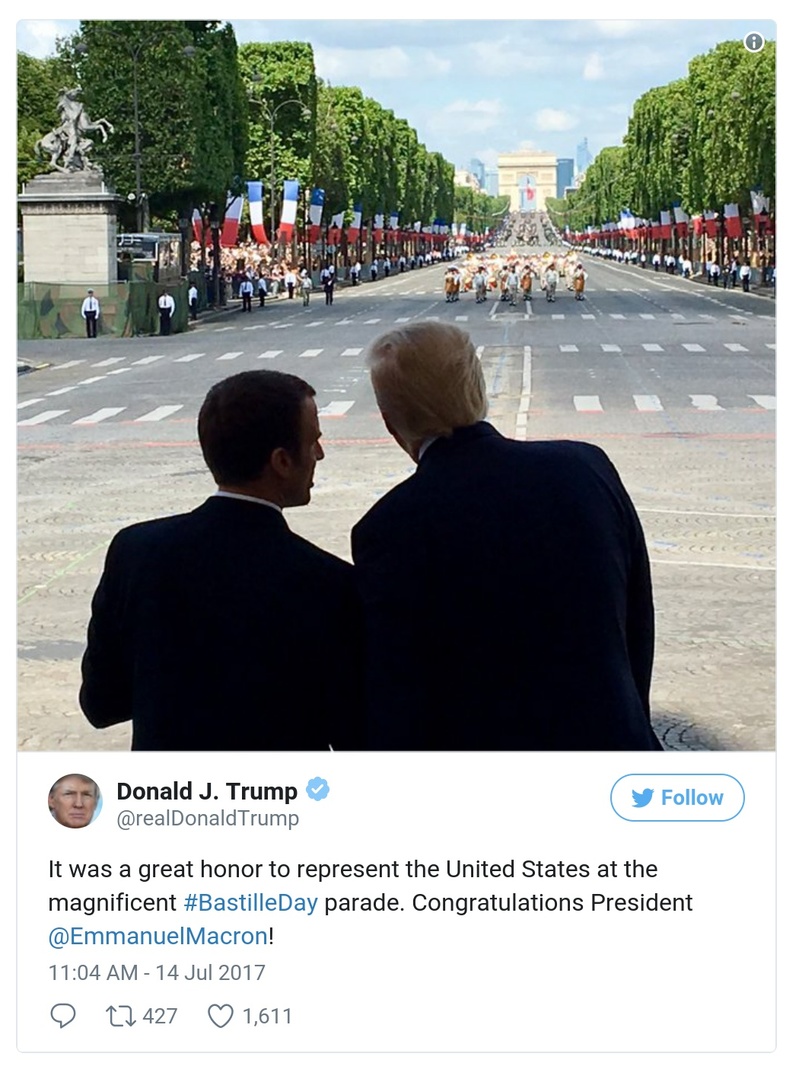 Donald J. Trump
@realDonaldTrump
Follow
It was a great honor to represent the United States at the
magnificent #BastilleDay parade. Congratulations President
@EmmanuelMacron!
11:04 AM - 14 Jul 2017
427
1,611